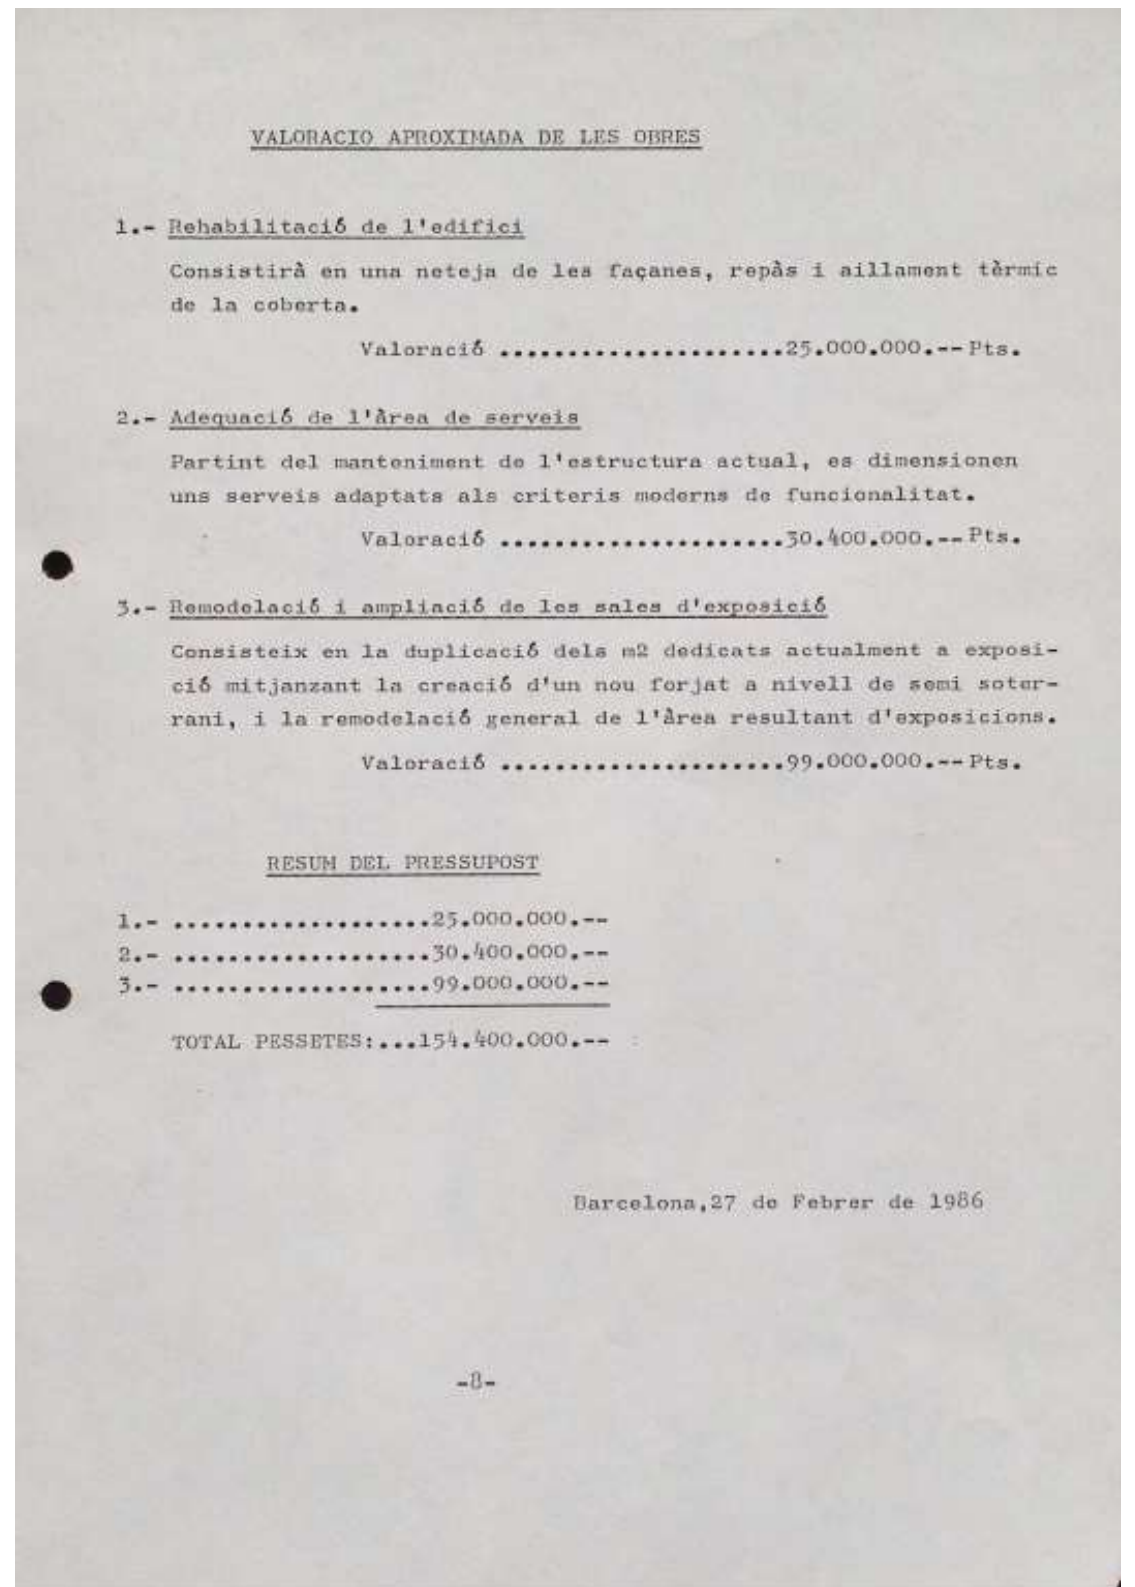 VALORACIO APROXIMADA DE LES OBRES
1.- Rehabilitació de l'edifici
Consistirà en una neteja de les façanes, repàs i aillament tèrmic
de la coberta.
Valoració .....................25.000.000.-- Pts.
2.- Adequació de l'Àrea de serveis
Partint del manteniment de l'estructura actual, es dimensionen
uns serveis adaptats als criteris moderns de funcionalitat.
Valoració .....................30.400.000.-- Pts.
3.- Remodelació i ampliació de les sales d'exposició
Consisteix en la duplicació dels m2 dedicats actualment a exposi-
ció mitjanzant la creació d'un nou forjat a nivell de semi soter-
rani, i la remodelació general de l'Àrea resultant d'exposicions.
Valoració .....................99.000.000.-- Pts.
RESUM DEL PRESSUPOST
1.- ...................25.000.000.--
2.- ...................30.400.000.--
3.- ...................99.000.000.--
TOTAL PESSETES:...154.400.000.--
Barcelona,27 de Febrer de 1986
-8-